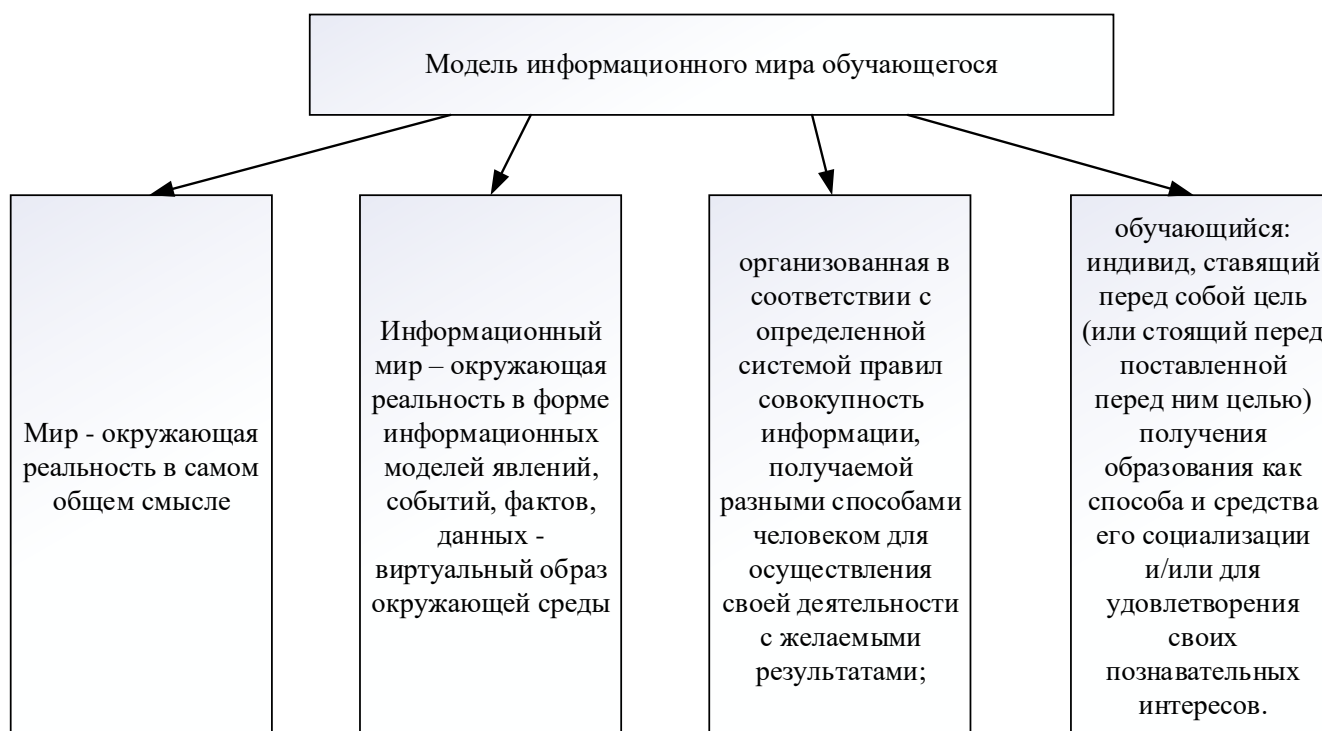 Модель информационного мира обучающегося
Мир - окружающая
реальность в самом
общем смысле
Информационный
мир – окружающая
реальность в форме
информационных
моделей явлений,
событий, фактов,
данных -
виртуальный образ
окружающей среды
организованная в
соответствии с
определенной
системой правил
совокупность
информации,
получаемой
разными способами
человеком для
осуществления
своей деятельности
с желаемыми
результатами;
обучающийся:
индивид, ставящий
перед собой цель
(или стоящий перед
поставленной
перед ним целью)
получения
образования как
способа и средства
его социализации
и/или для
удовлетворения
своих
познавательных
интересов.